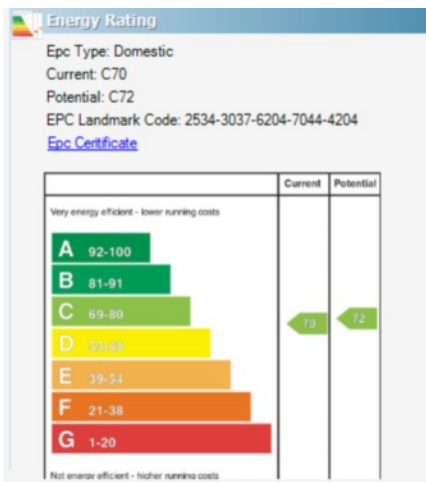 Energy Rating
Epc Type: Domestic
Current: C70
Potential: C72
EPC Landmark Code: 2534-3037-6204-7044-4204
Epc Certificate
Current Potential
Very energy efficient - lower running costs
A 92-100
B 81-91
C 69-80
70 72
D
E 39-54
F 21-38
G 1-20
Not energy efficient - higher running costs